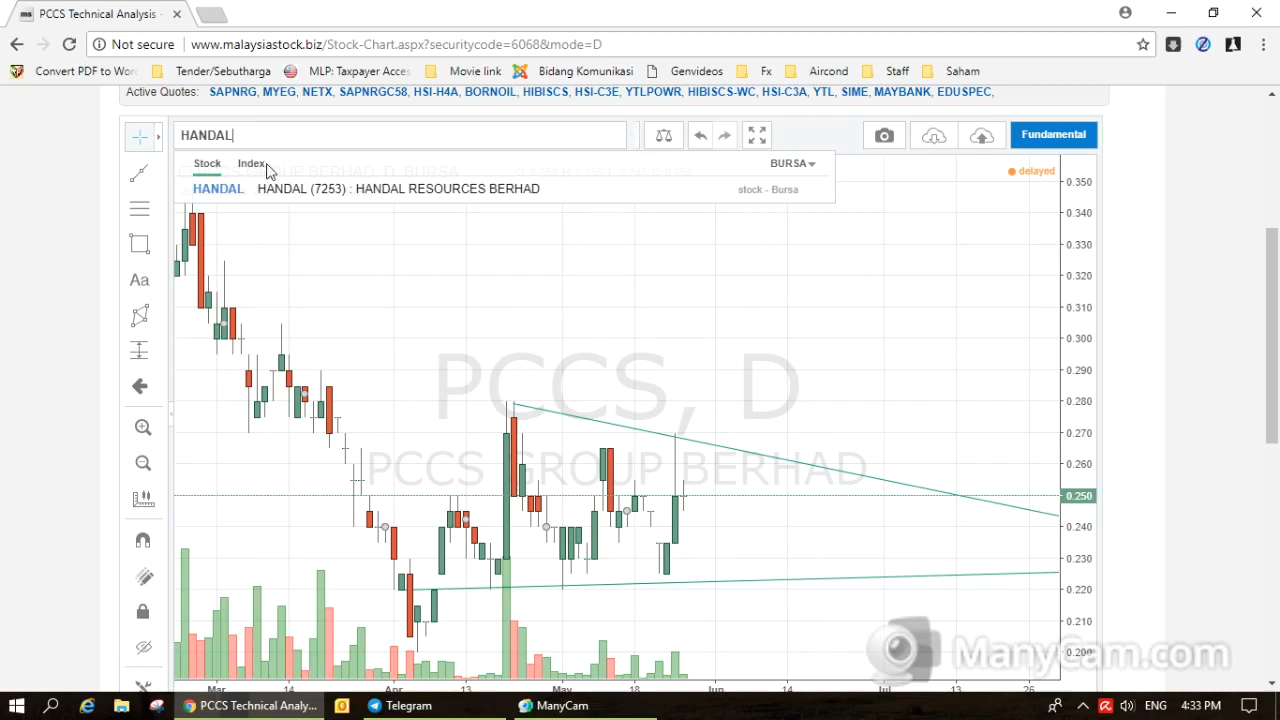 PCCS Technical Analysis -
Not secure
www.malaysiastock.biz/Stock-Chart.aspx?securitycode=6068&mode=D
Convert PDF to Word
Tender/Sebutharga
MLP: Taxpayer Acces
Movie link
Bidang Komunikasi
Genvideos
Fx
Aircond
Staff
Saham
Active Quotes: SAPNRG, MYEG, NETX, SAPNRGC58, HSI-H4A, BORNOIL, HIBISCS, HSI-C3E, YTLPOWR, HIBISCS-WC, HSI-C3A, YTL, SIME, MAYBANK, EDUSPEC,
HANDAL
Fundamental
Stock
Index
BURSA
delayed
HANDAL HANDAL (7253) : HANDAL RESOURCES BERHAD
stock - Bursa
Aa
PCCS, D
PCCS GROUP BERHAD
0.350
0.340
0.330
0.320
0.310
0.300
0.290
0.280
0.270
0.260
0.250
0.240
0.230
0.220
0.210
0.200
Mar
14
Apr
13
May
18
Jun
14
Jul
13
26
ManyCam.com
PCCS Technical Analy...
Telegram
ManyCam
ENG
4:33 PM